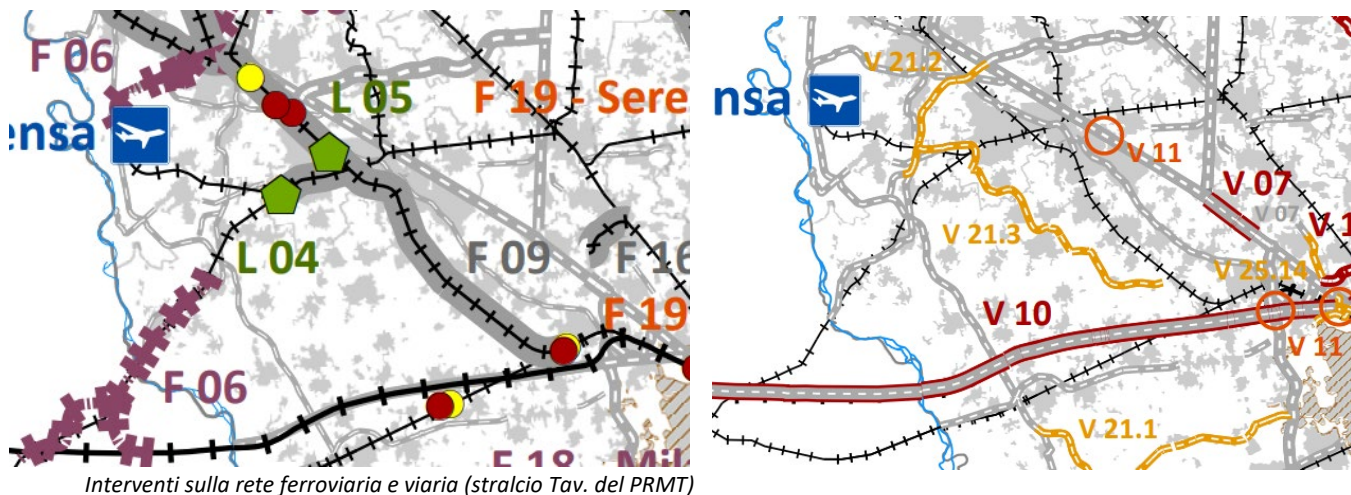 F 06
L 05
F 19 - Sere
ensa
L 04
F 09
F 16
F 06
F 19
F 18 - Mil
V 21.2
nsa
V 11
V 07
V 07
V 1
V 21.3
V 25.14
V 10
V 11
V 21.1
Interventi sulla rete ferroviaria e viaria (stralcio Tav. del PRMT)